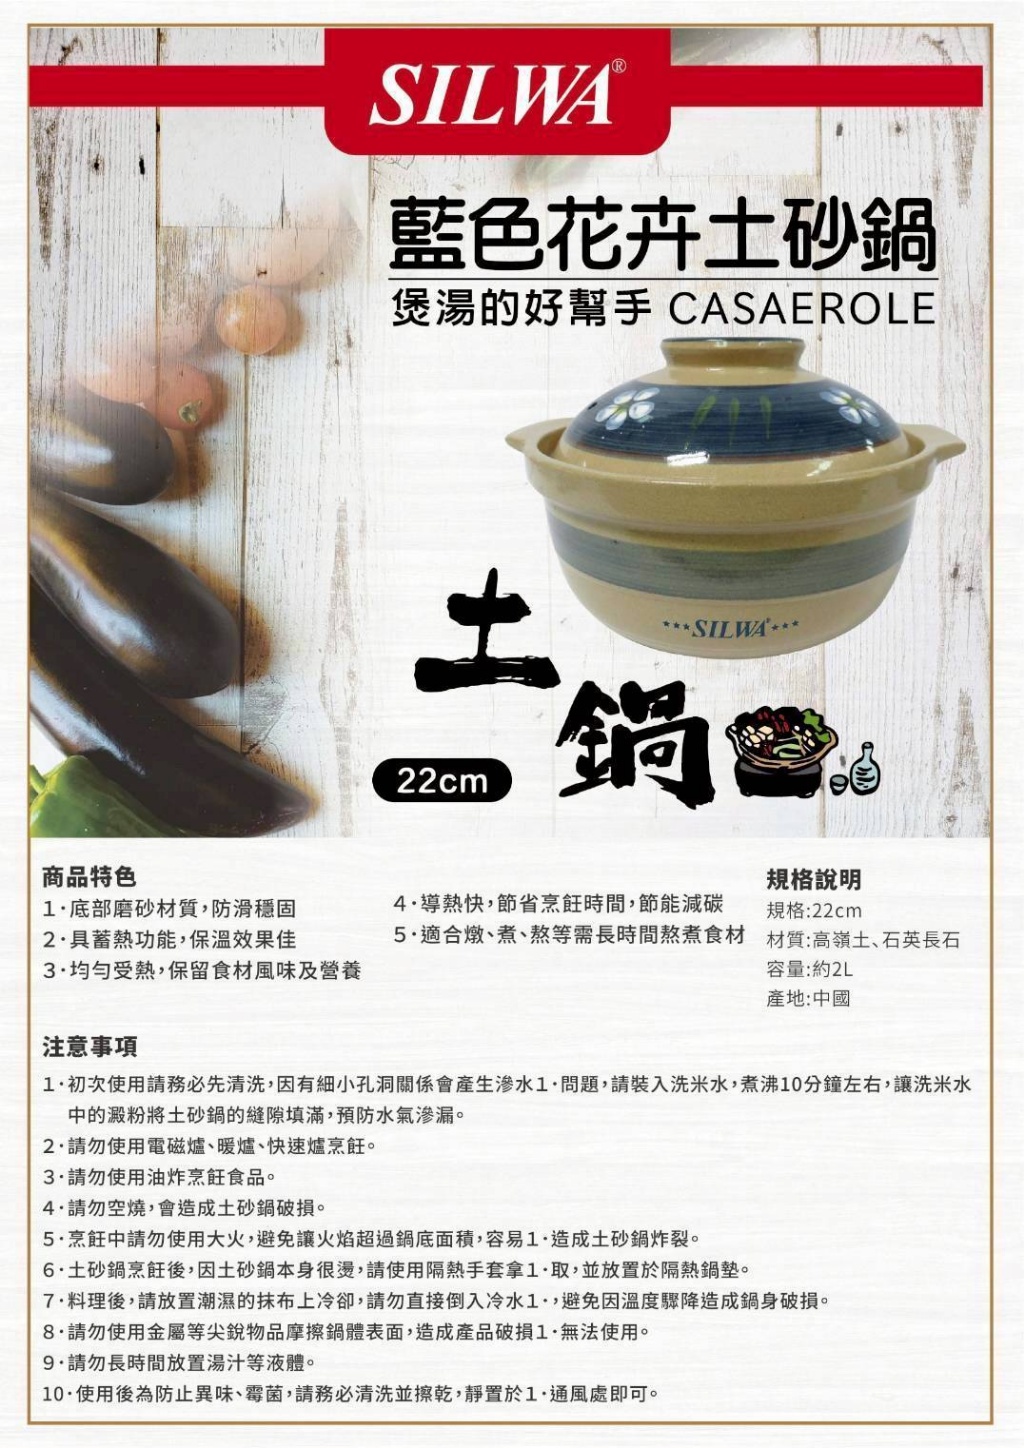 SILWA®
藍色花卉土砂鍋
煲湯的好幫手 CASAEROLE
***SILWA***
土
鍋
22cm
商品特色
1·底部磨砂材質，防滑穩固
2·具蓄熱功能，保溫效果佳
3·均勻受熱，保留食材風味及營養
4·導熱快，節省烹飪時間，節能減碳
5·適合燉、煮、熬等需長時間熬煮食材
規格說明
規格:22cm
材質:高嶺土、石英長石
容量:約2L
產地:中國
注意事項
1·初次使用請務必先清洗，因有細小孔洞關係會產生滲水1·問題，請裝入洗米水，煮沸10分鐘左右，讓洗米水
中的澱粉將土砂鍋的縫隙填滿，預防水氣滲漏。
2·請勿使用電磁爐、暖爐、快速爐烹飪。
3·請勿使用油炸烹飪食品。
4·請勿空燒，會造成土砂鍋破損。
5·烹飪中請勿使用大火，避免讓火焰超過鍋底面積，容易1·造成土砂鍋炸裂。
6·土砂鍋烹飪後，因土砂鍋本身很燙，請使用隔熱手套拿1·取，並放置於隔熱鍋墊。
7·料理後，請放置潮濕的抹布上冷卻，請勿直接倒入冷水1·，避免因溫度驟降造成鍋身破損。
8·請勿使用金屬等尖銳物品摩擦鍋體表面，造成產品破損1·無法使用。
9·請勿長時間放置湯汁等液體。
10·使用後為防止異味、霉菌，請務必清洗並擦乾，靜置於1·通風處即可。